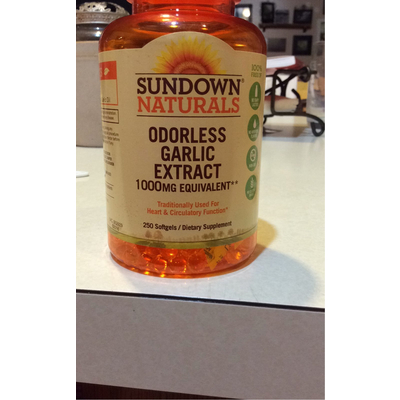 SUNDOWN®
NATURALS
ODORLESS
GARLIC
EXTRACT
1000MG EQUIVALENT**
Traditionally Used For
Heart & Circulatory Function*
250 Softgels / Dietary Supplement